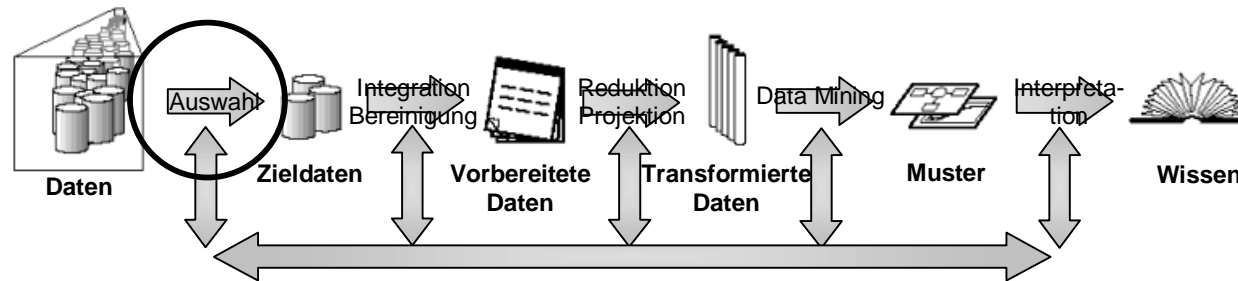 Auswahl
Integration
Bereinigung
Reduktion
Projektion
Data Mining
Interpreta-
tion
Daten
Zieldaten
Vorbereitete
Daten
Transformierte
Daten
Muster
Wissen